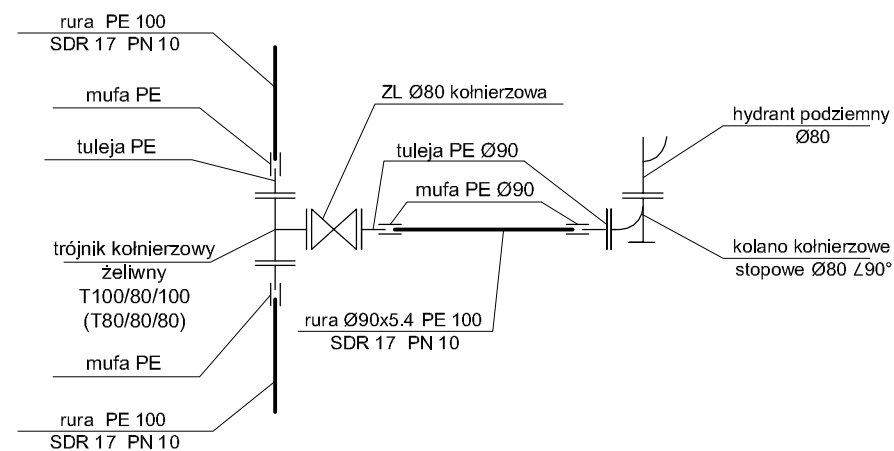 rura PE 100
SDR 17 PN 10
mufa PE
tuleja PE
trójnik kołnierzowy
żeliwny
T100/80/100
(T80/80/80)
mufa PE
rura PE 100
SDR 17 PN 10
ZL Ø80 kołnierzowa
tuleja PE Ø90
mufa PE Ø90
rura Ø90x5.4 PE 100
SDR 17 PN 10
hydrant podziemny
Ø80
kolano kołnierzowe
stopowe Ø80 ∠90°